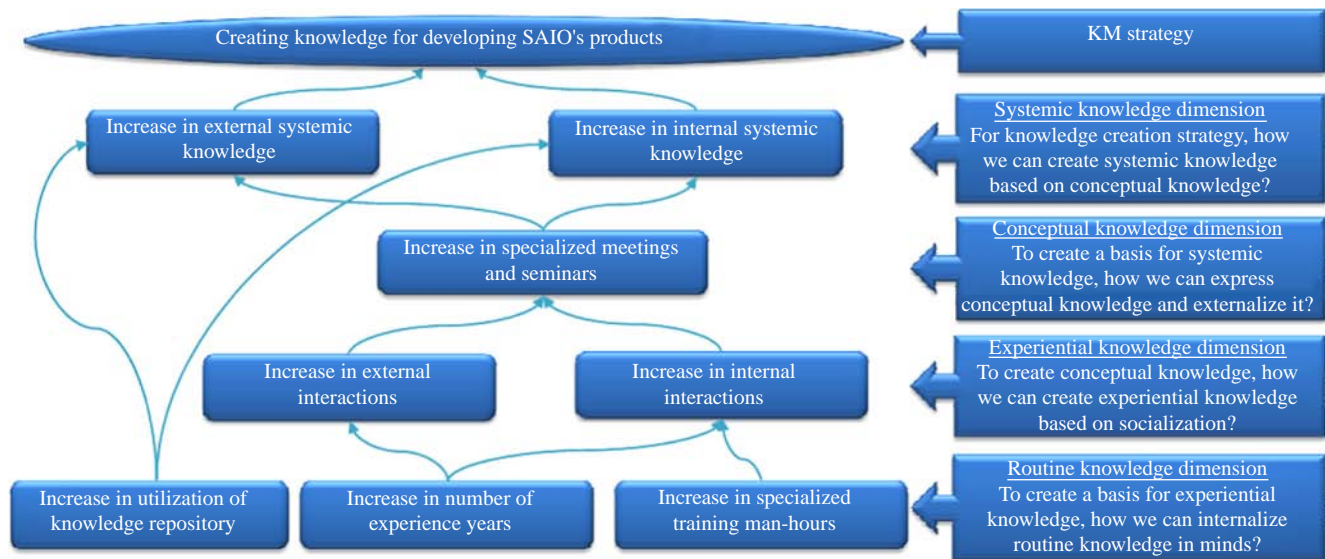 Creating knowledge for developing SAIO's products
KM strategy
Increase in external systemic
knowledge
Increase in internal systemic
knowledge
Systemic knowledge dimension
For knowledge creation strategy, how
we can create systemic knowledge
based on conceptual knowledge?
Increase in specialized meetings
and seminars
Conceptual knowledge dimension
To create a basis for systemic
knowledge, how we can express
conceptual knowledge and externalize it?
Increase in external
interactions
Increase in internal
interactions
Experiential knowledge dimension
To create conceptual knowledge, how
we can create experiential knowledge
based on socialization?
Increase in utilization of
knowledge repository
Increase in number of
experience years
Increase in specialized
training man-hours
Routine knowledge dimension
To create a basis for experiential
knowledge, how we can internalize
routine knowledge in minds?